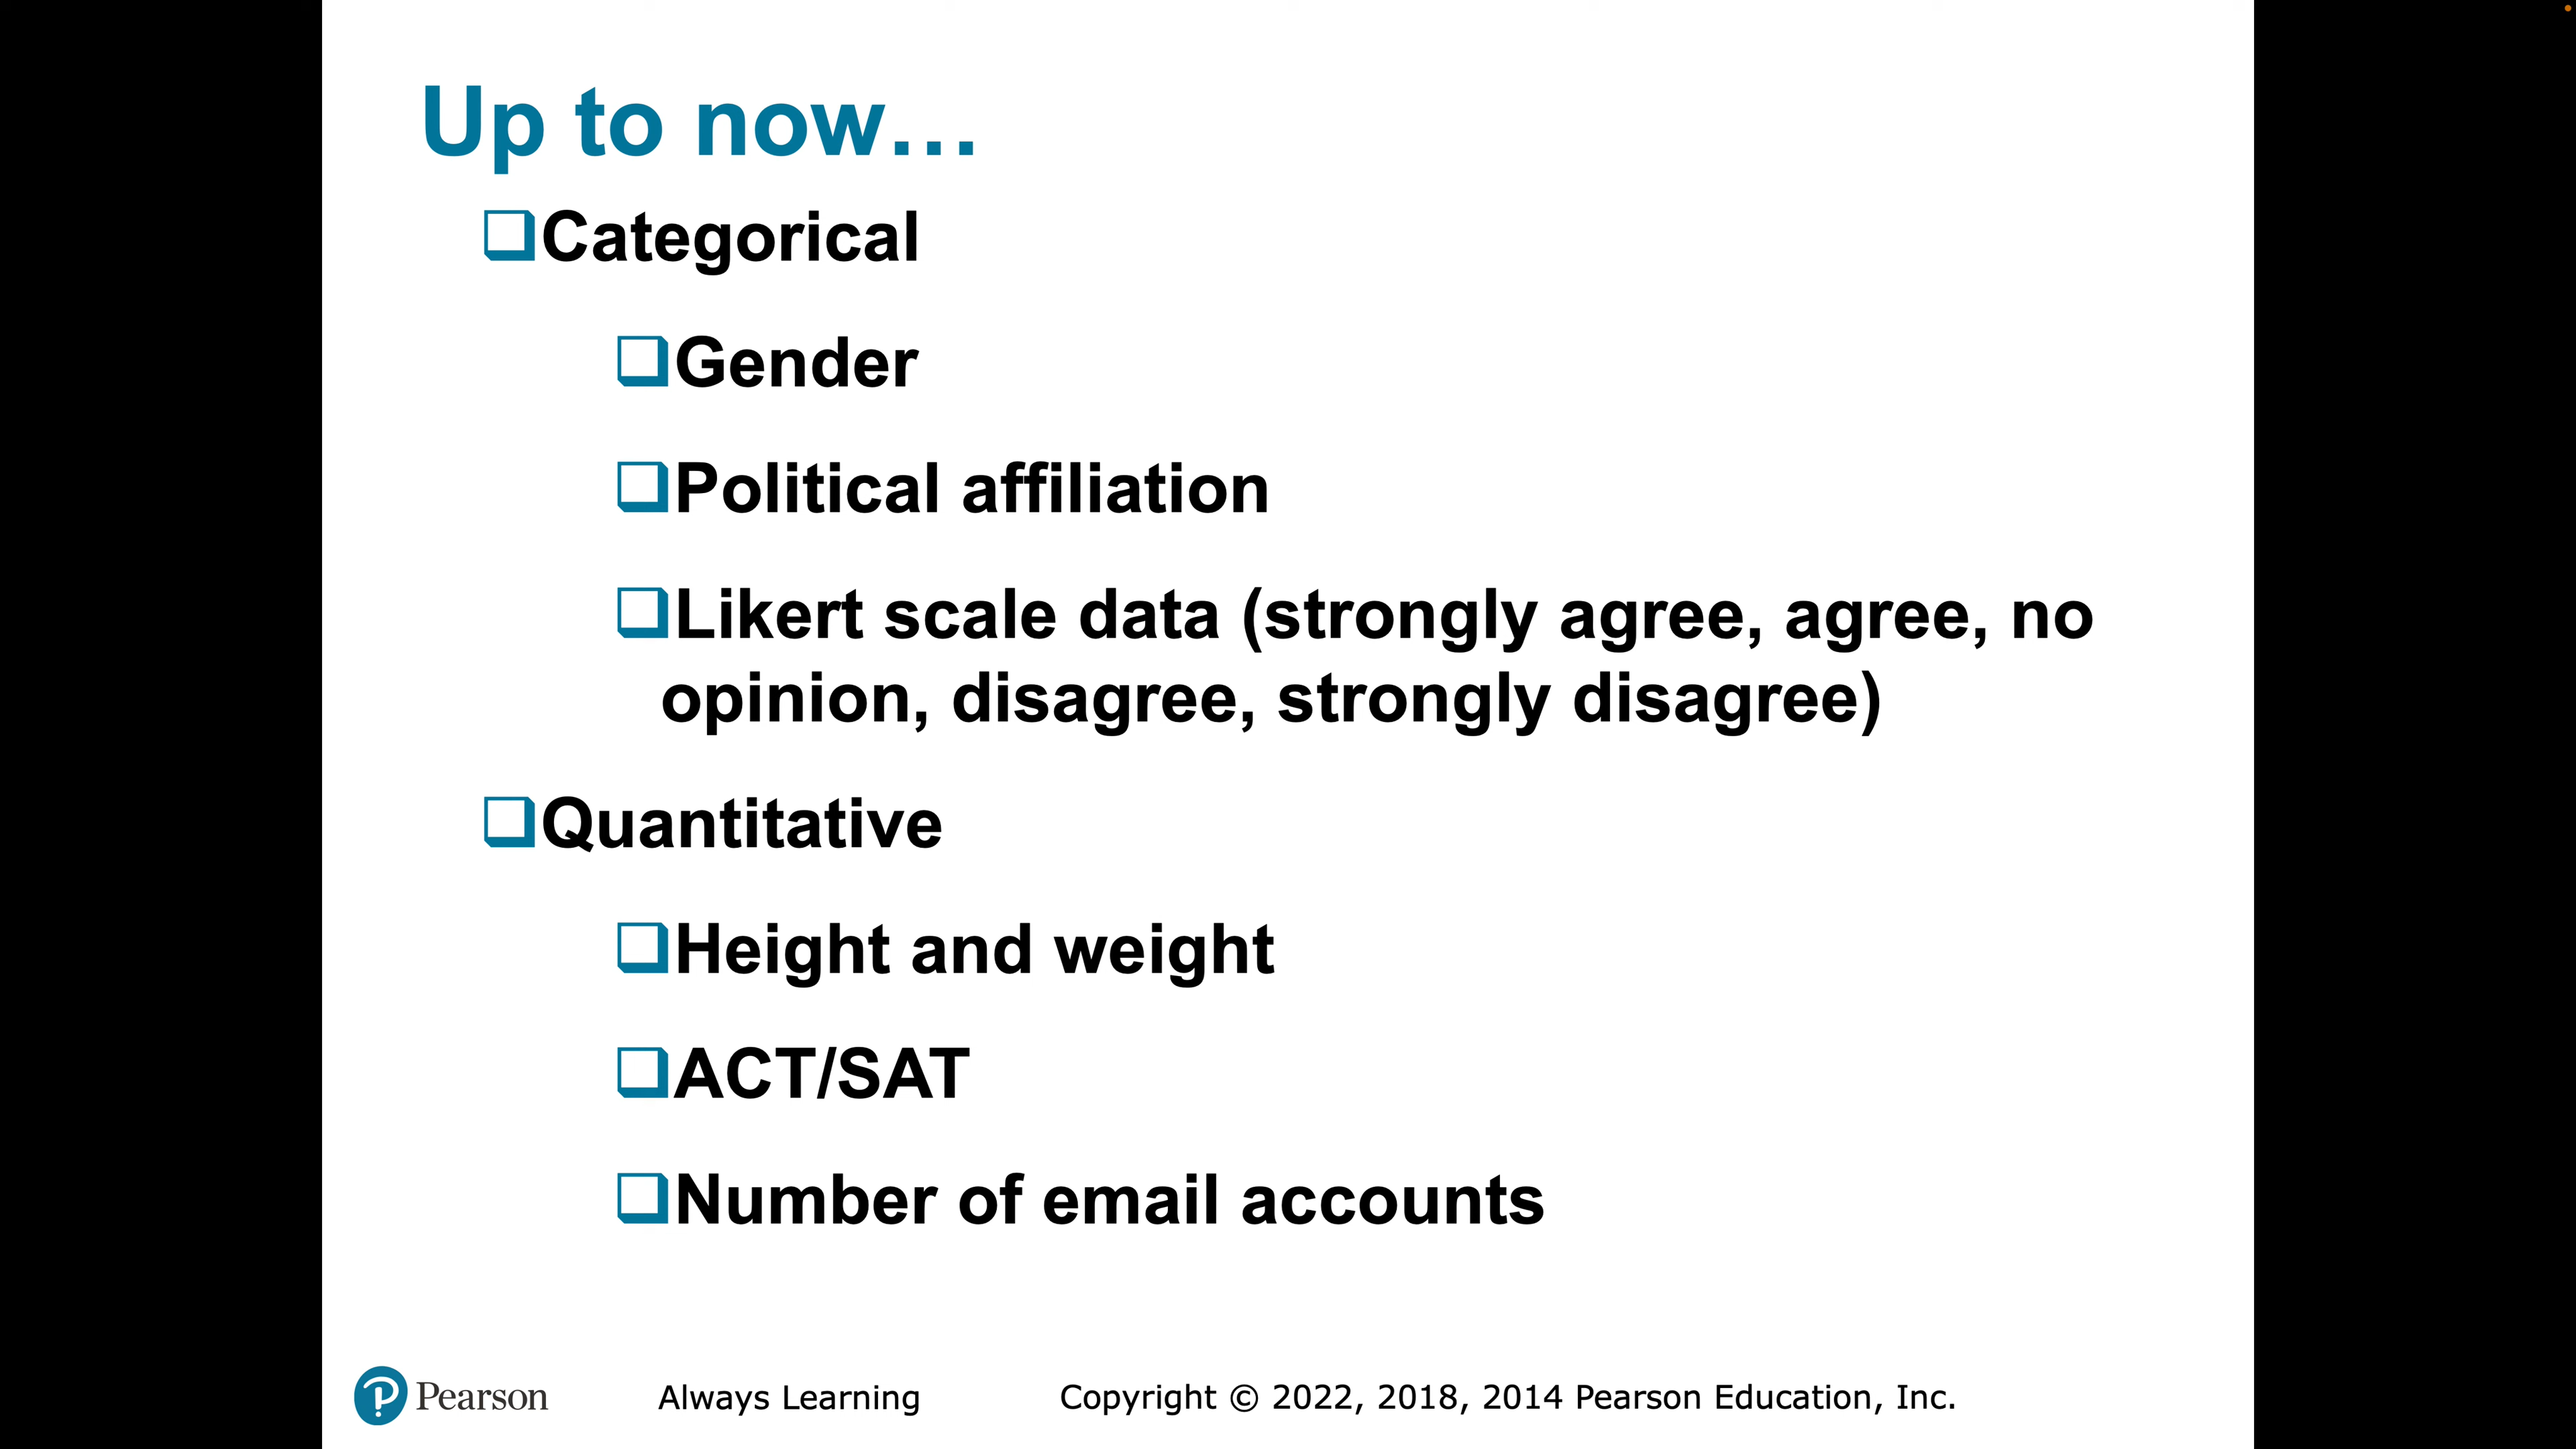 Up to now…
Categorical
Gender
Political affiliation
Likert scale data (strongly agree, agree, no
opinion, disagree, strongly disagree)
Quantitative
Height and weight
ACT/SAT
Number of email accounts
Pearson Always Learning Copyright © 2022, 2018, 2014 Pearson Education, Inc.